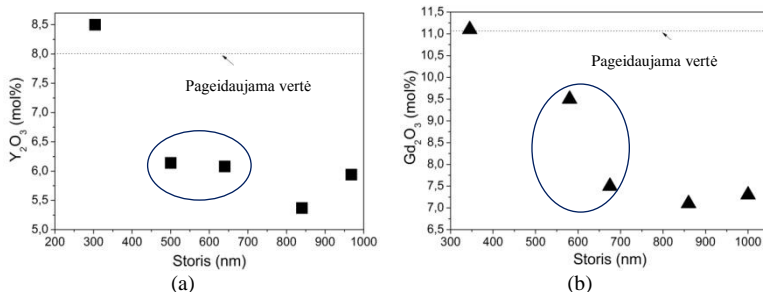 8,5
8,0
7,5
7,0
6,5
6,0
5,5
5,0
Y₂O₃ (mol%)
Pageidaujama vertė
200 300 400 500 600 700 800 900 1000
Storis (nm)
(a)
11,5
11,0
10,5
10,0
9,5
9,0
8,5
8,0
7,5
7,0
6,5
Gd₂O₃ (mol%)
Pageidaujama vertė
300 400 500 600 700 800 900 1000
Storis (nm)
(b)